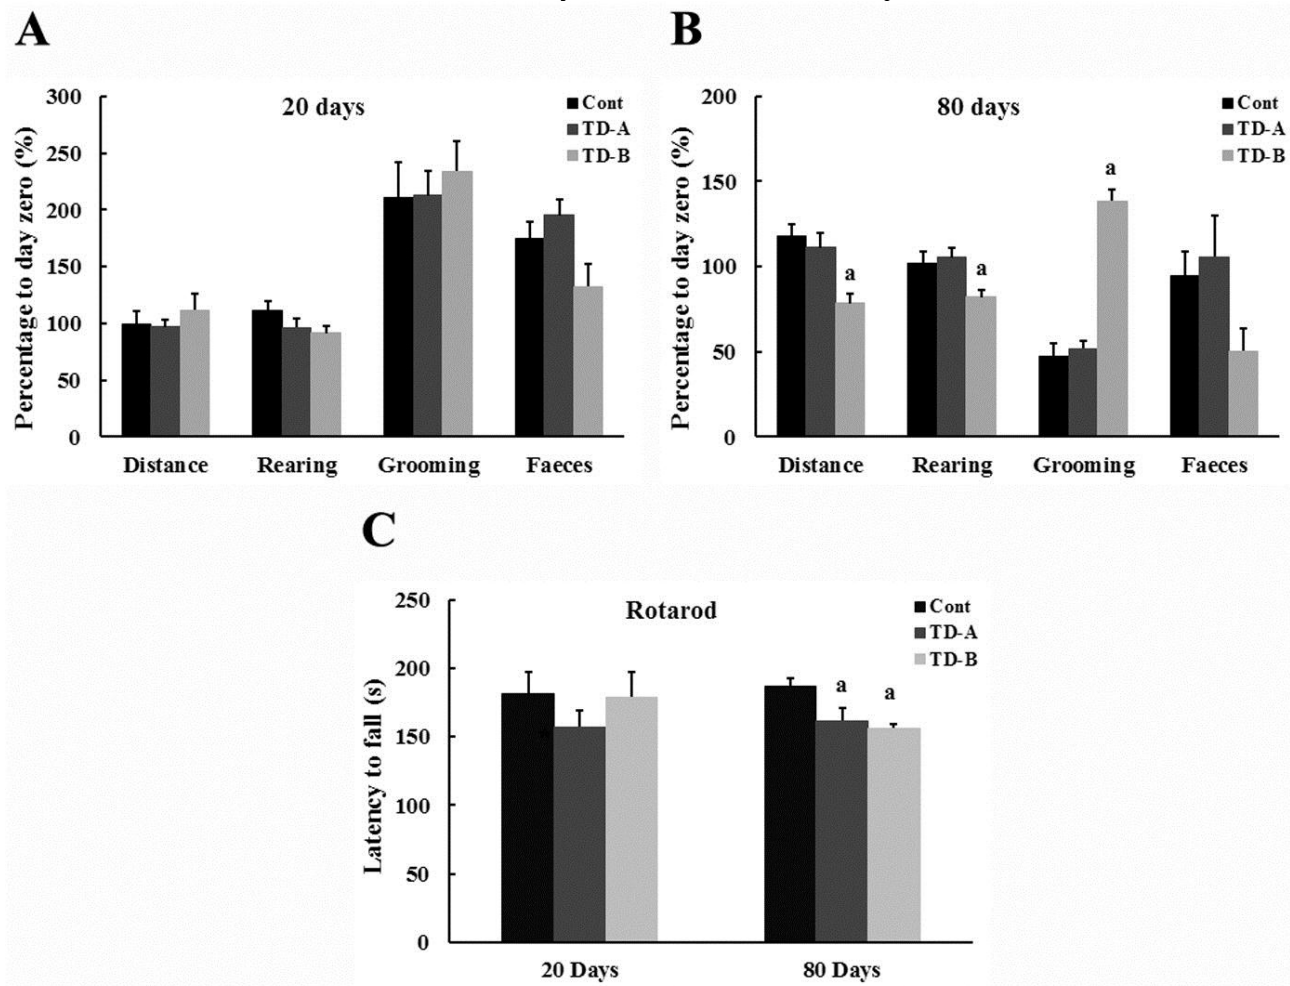 A
20 days
Cont
TD-A
TD-B
300
250
200
150
100
50
0
Percentage to day zero (%)
Distance Rearing Grooming Faeces
B
80 days
Cont
TD-A
TD-B
200
150
100
50
0
Percentage to day zero (%)
a
a
a
Distance Rearing Grooming Faeces
C
Rotarod
Cont
TD-A
TD-B
250
200
150
100
50
0
Latency to fall (s)
*
a
a
20 Days 80 Days